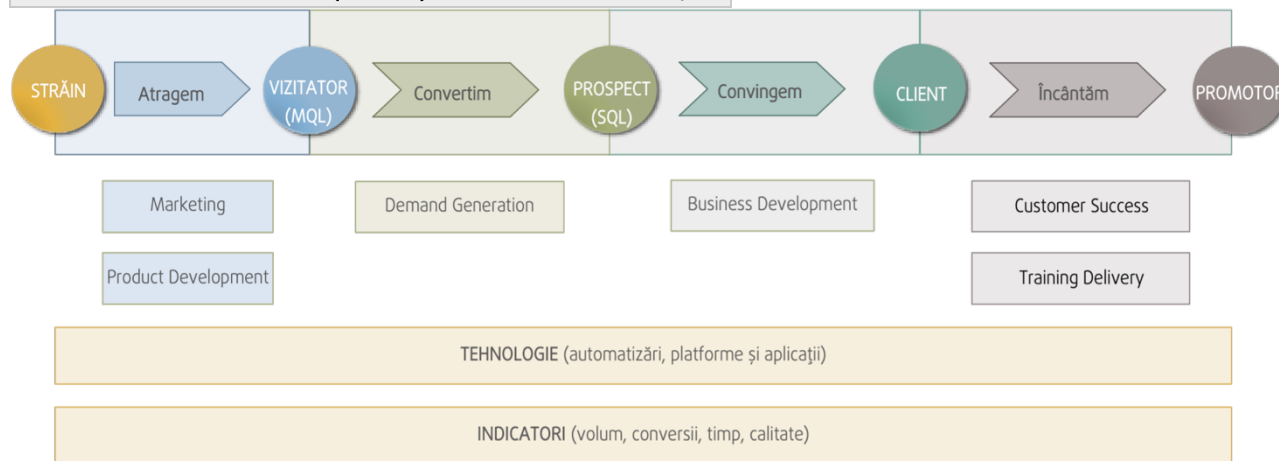 STRĂIN
Atragem
VIZITATOR
(MQL)
Convertim
PROSPECT
(SQL)
Convingem
CLIENT
Încântăm
PROMOTOR
Marketing
Demand Generation
Business Development
Customer Success
Product Development
Training Delivery
TEHNOLOGIE (automatizări, platforme și aplicații)
INDICATORI (volum, conversii, timp, calitate)